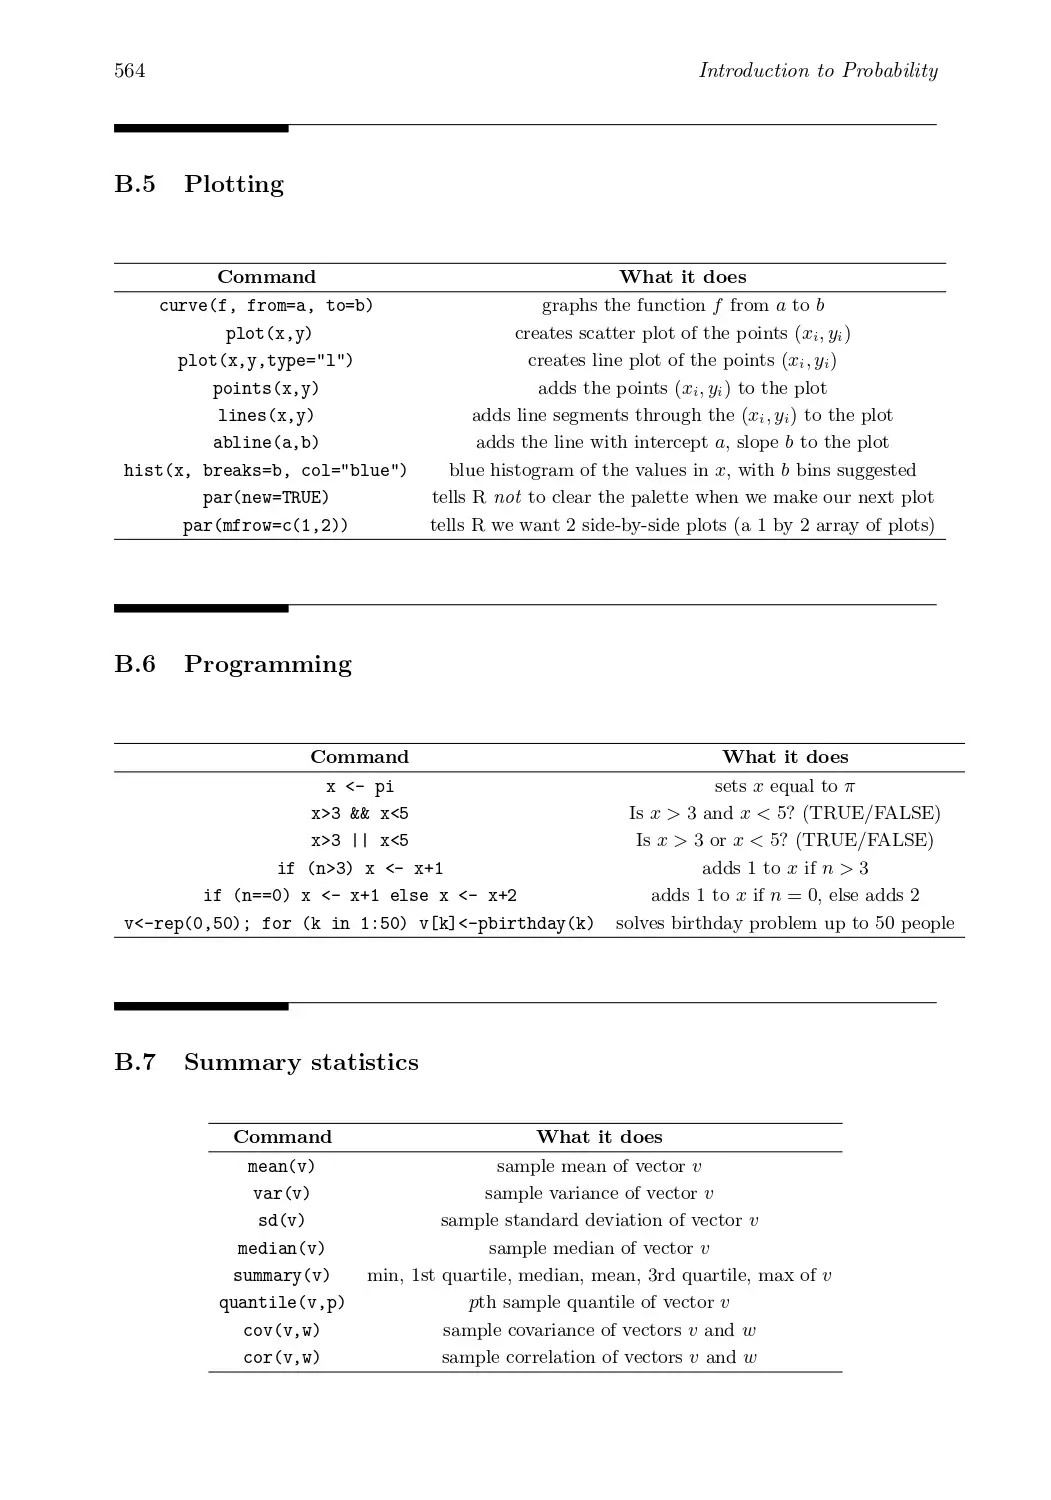 564 Introduction to Probability
B.5 Plotting
Command What it does
curve(f, from=a, to=b) graphs the function f from a to b
plot(x,y) creates scatter plot of the points (xᵢ, yᵢ)
plot(x,y,type="l") creates line plot of the points (xᵢ, yᵢ)
points(x,y) adds the points (xᵢ, yᵢ) to the plot
lines(x,y) adds line segments through the (xᵢ, yᵢ) to the plot
abline(a,b) adds the line with intercept a, slope b to the plot
hist(x, breaks=b, col="blue") blue histogram of the values in x, with b bins suggested
par(new=TRUE) tells R not to clear the palette when we make our next plot
par(mfrow=c(1,2)) tells R we want 2 side-by-side plots (a 1 by 2 array of plots)
B.6 Programming
Command What it does
x <- pi sets x equal to π
x>3 && x<5 Is x > 3 and x < 5? (TRUE/FALSE)
x>3 || x<5 Is x > 3 or x < 5? (TRUE/FALSE)
if (n>3) x <- x+1 adds 1 to x if n > 3
if (n==0) x <- x+1 else x <- x+2 adds 1 to x if n = 0, else adds 2
v<-rep(0,50); for (k in 1:50) v[k]<-pbirthday(k) solves birthday problem up to 50 people
B.7 Summary statistics
Command What it does
mean(v) sample mean of vector v
var(v) sample variance of vector v
sd(v) sample standard deviation of vector v
median(v) sample median of vector v
summary(v) min, 1st quartile, median, mean, 3rd quartile, max of v
quantile(v,p) pth sample quantile of vector v
cov(v,w) sample covariance of vectors v and w
cor(v,w) sample correlation of vectors v and w